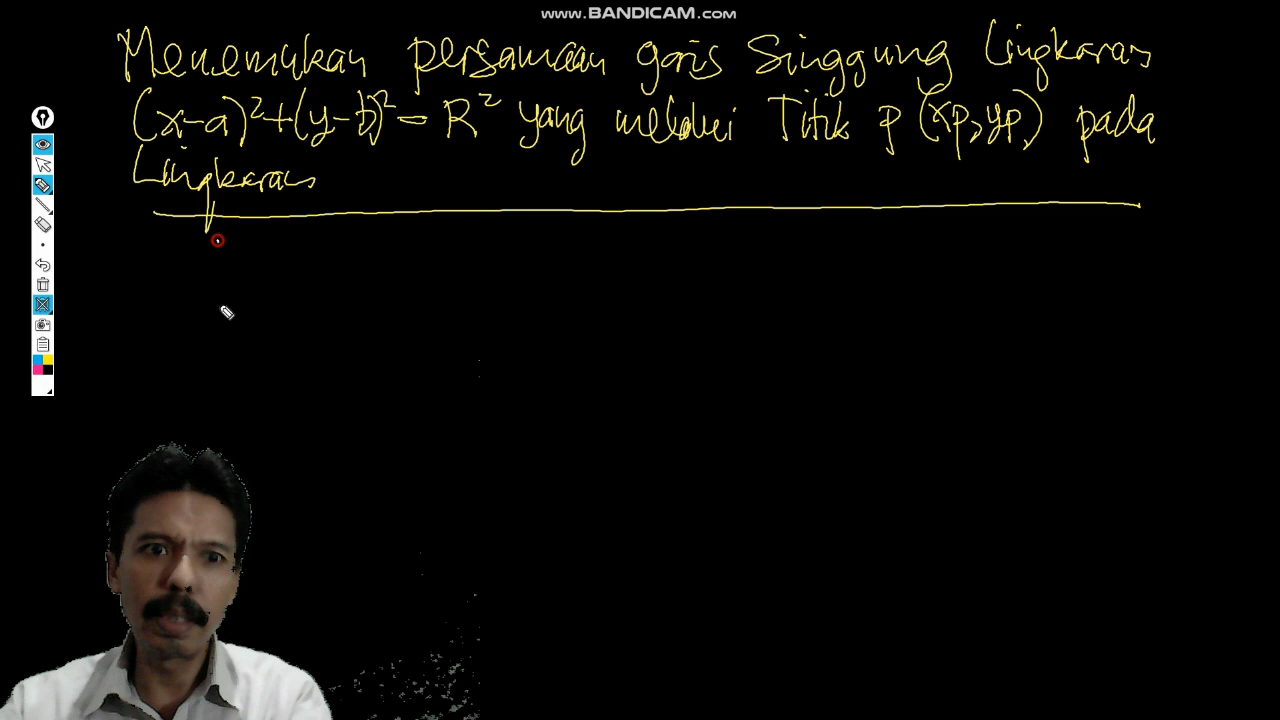 www.BANDICAM.com
Menemukan persamaan garis Singgung Lingkaran
(x-a)²+(y-b)² = R² yang melalui Titik P (xp, yp) pada
Lingkaran